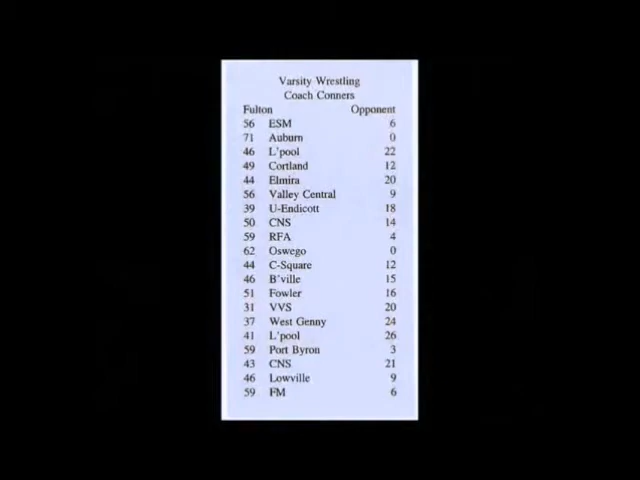 Varsity Wrestling
Coach Conners
Fulton Opponent
56 ESM 6
71 Auburn 0
46 L'pool 22
49 Cortland 12
44 Elmira 20
56 Valley Central 9
39 U-Endicott 18
50 CNS 14
59 RFA 4
62 Oswego 0
44 C-Square 12
46 B'ville 15
51 Fowler 16
31 VVS 20
37 West Genny 24
41 L'pool 26
59 Port Byron 3
43 CNS 21
46 Lowville 9
59 FM 6